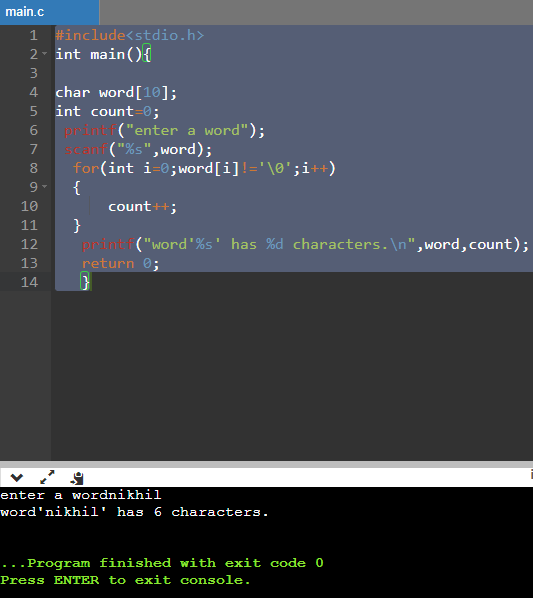 main.c
1 #include<stdio.h>
2 int main(){
3
4 char word[10];
5 int count=0;
6 printf("enter a word");
7 scanf("%s",word);
8 for(int i=0;word[i]!='\0';i++)
9 {
10 count++;
11 }
12 printf("word'%s' has %d characters.\n",word,count);
13 return 0;
14 }
enter a wordnikhil
word'nikhil' has 6 characters.
...Program finished with exit code 0
Press ENTER to exit console.